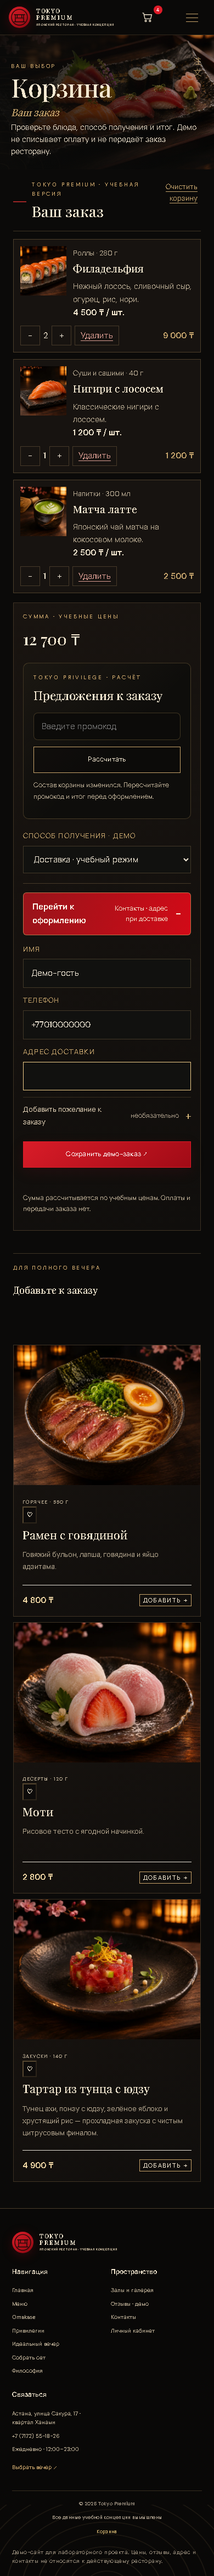 TOKYO
PREMIUM
ЯПОНСКИЙ РЕСТОРАН · УЧЕБНАЯ КОНЦЕПЦИЯ
4
ВАШ ВЫБОР
Корзина
Ваш заказ
Проверьте блюда, способ получения и итог. Демо
не списывает оплату и не передаёт заказ
ресторану.
TOKYO PREMIUM · УЧЕБНАЯ
ВЕРСИЯ
Ваш заказ
Очистить
корзину
Роллы · 280 г
Филадельфия
Нежный лосось, сливочный сыр,
огурец, рис, нори.
4 500 ₸ / шт.
− 2 + Удалить 9 000 ₸
Суши и сашими · 40 г
Нигири с лососем
Классические нигири с
лососем.
1 200 ₸ / шт.
− 1 + Удалить 1 200 ₸
Напитки · 300 мл
Матча латте
Японский чай матча на
кокосовом молоке.
2 500 ₸ / шт.
− 1 + Удалить 2 500 ₸
СУММА · УЧЕБНЫЕ ЦЕНЫ
12 700 ₸
TOKYO PRIVILEGE · РАСЧЁТ
Предложения к заказу
Введите промокод
Рассчитать
Состав корзины изменился. Пересчитайте
промокод и итог перед оформлением.
СПОСОБ ПОЛУЧЕНИЯ · ДЕМО
Доставка · учебный режим
Перейти к
оформлению
Контакты · адрес
при доставке
−
ИМЯ
Демо-гость
ТЕЛЕФОН
+77010000000
АДРЕС ДОСТАВКИ
Добавить пожелание к
заказу
необязательно +
Сохранить демо-заказ ↗
Сумма рассчитывается по учебным ценам. Оплаты и
передачи заказа нет.
ДЛЯ ПОЛНОГО ВЕЧЕРА
Добавьте к заказу
ГОРЯЧЕЕ · 550 Г
♡
Рамен с говядиной
Говяжий бульон, лапша, говядина и яйцо
адзитама.
4 800 ₸ ДОБАВИТЬ +
ДЕСЕРТЫ · 120 Г
♡
Моти
Рисовое тесто с ягодной начинкой.
2 800 ₸ ДОБАВИТЬ +
ЗАКУСКИ · 140 Г
♡
Тартар из тунца с юдзу
Тунец ахи, понзу с юдзу, зелёное яблоко и
хрустящий рис — прохладная закуска с чистым
цитрусовым финалом.
4 900 ₸ ДОБАВИТЬ +
TOKYO
PREMIUM
ЯПОНСКИЙ РЕСТОРАН · УЧЕБНАЯ КОНЦЕПЦИЯ
Навигация
Главная
Меню
Omakase
Привилегии
Идеальный вечер
Собрать сет
Философия
Пространство
Залы и галерея
Отзывы · демо
Контакты
Личный кабинет
Связаться
Астана, улица Сакура, 17 ·
квартал Ханами
+7 (7172) 55-18-26
Ежедневно · 12:00–23:00
Выбрать вечер ↗
© 2026 Tokyo Premium
Все данные учебной концепции вымышлены
Корзина
Демо-сайт для лабораторного проекта. Цены, отзывы, адрес и
контакты не относятся к действующему ресторану.